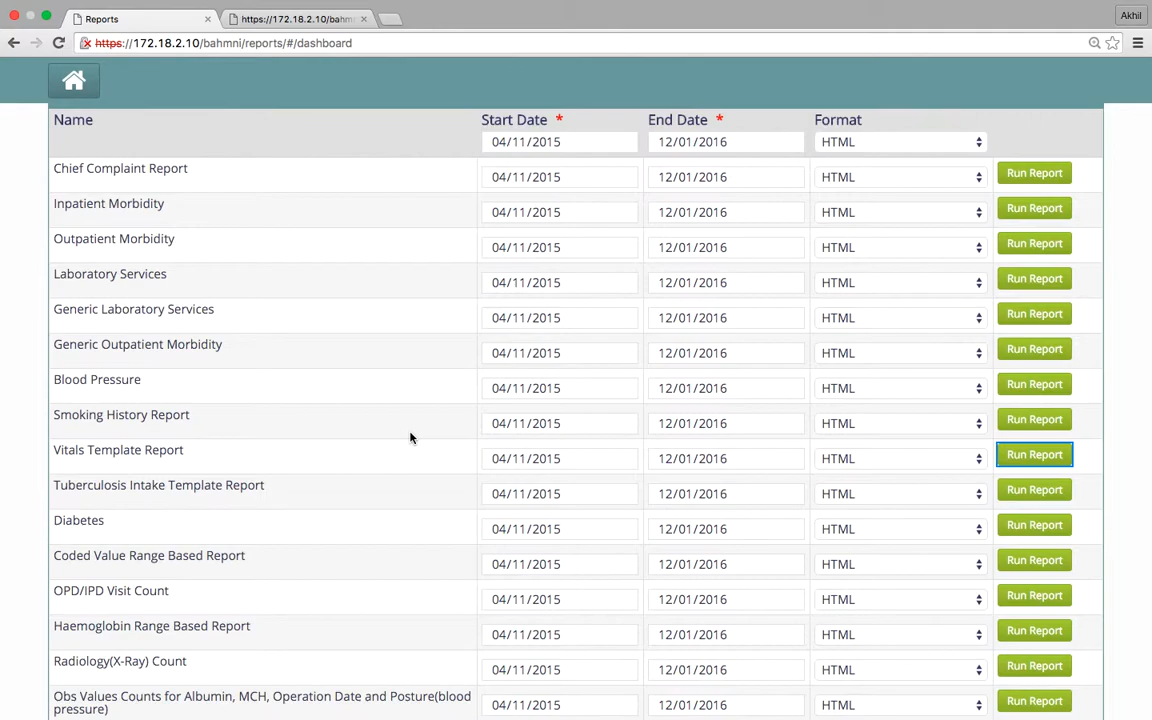 Reports
https://172.18.2.10/bahmni
Akhil
https://172.18.2.10/bahmni/reports/#/dashboard
Name Start Date * End Date * Format
04/11/2015 12/01/2016 HTML
Chief Complaint Report 04/11/2015 12/01/2016 HTML Run Report
Inpatient Morbidity 04/11/2015 12/01/2016 HTML Run Report
Outpatient Morbidity 04/11/2015 12/01/2016 HTML Run Report
Laboratory Services 04/11/2015 12/01/2016 HTML Run Report
Generic Laboratory Services 04/11/2015 12/01/2016 HTML Run Report
Generic Outpatient Morbidity 04/11/2015 12/01/2016 HTML Run Report
Blood Pressure 04/11/2015 12/01/2016 HTML Run Report
Smoking History Report 04/11/2015 12/01/2016 HTML Run Report
Vitals Template Report 04/11/2015 12/01/2016 HTML Run Report
Tuberculosis Intake Template Report 04/11/2015 12/01/2016 HTML Run Report
Diabetes 04/11/2015 12/01/2016 HTML Run Report
Coded Value Range Based Report 04/11/2015 12/01/2016 HTML Run Report
OPD/IPD Visit Count 04/11/2015 12/01/2016 HTML Run Report
Haemoglobin Range Based Report 04/11/2015 12/01/2016 HTML Run Report
Radiology(X-Ray) Count 04/11/2015 12/01/2016 HTML Run Report
Obs Values Counts for Albumin, MCH, Operation Date and Posture(blood 04/11/2015 12/01/2016 HTML Run Report
pressure)